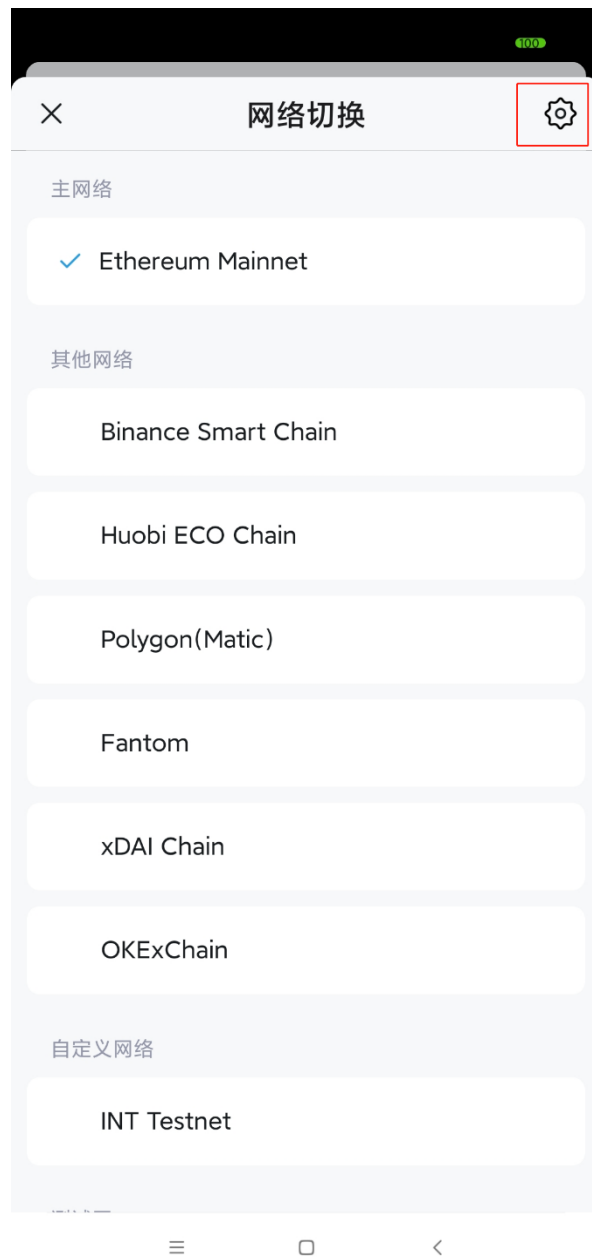 100
网络切换
主网络
Ethereum Mainnet
其他网络
Binance Smart Chain
Huobi ECO Chain
Polygon(Matic)
Fantom
xDAI Chain
OKExChain
自定义网络
INT Testnet